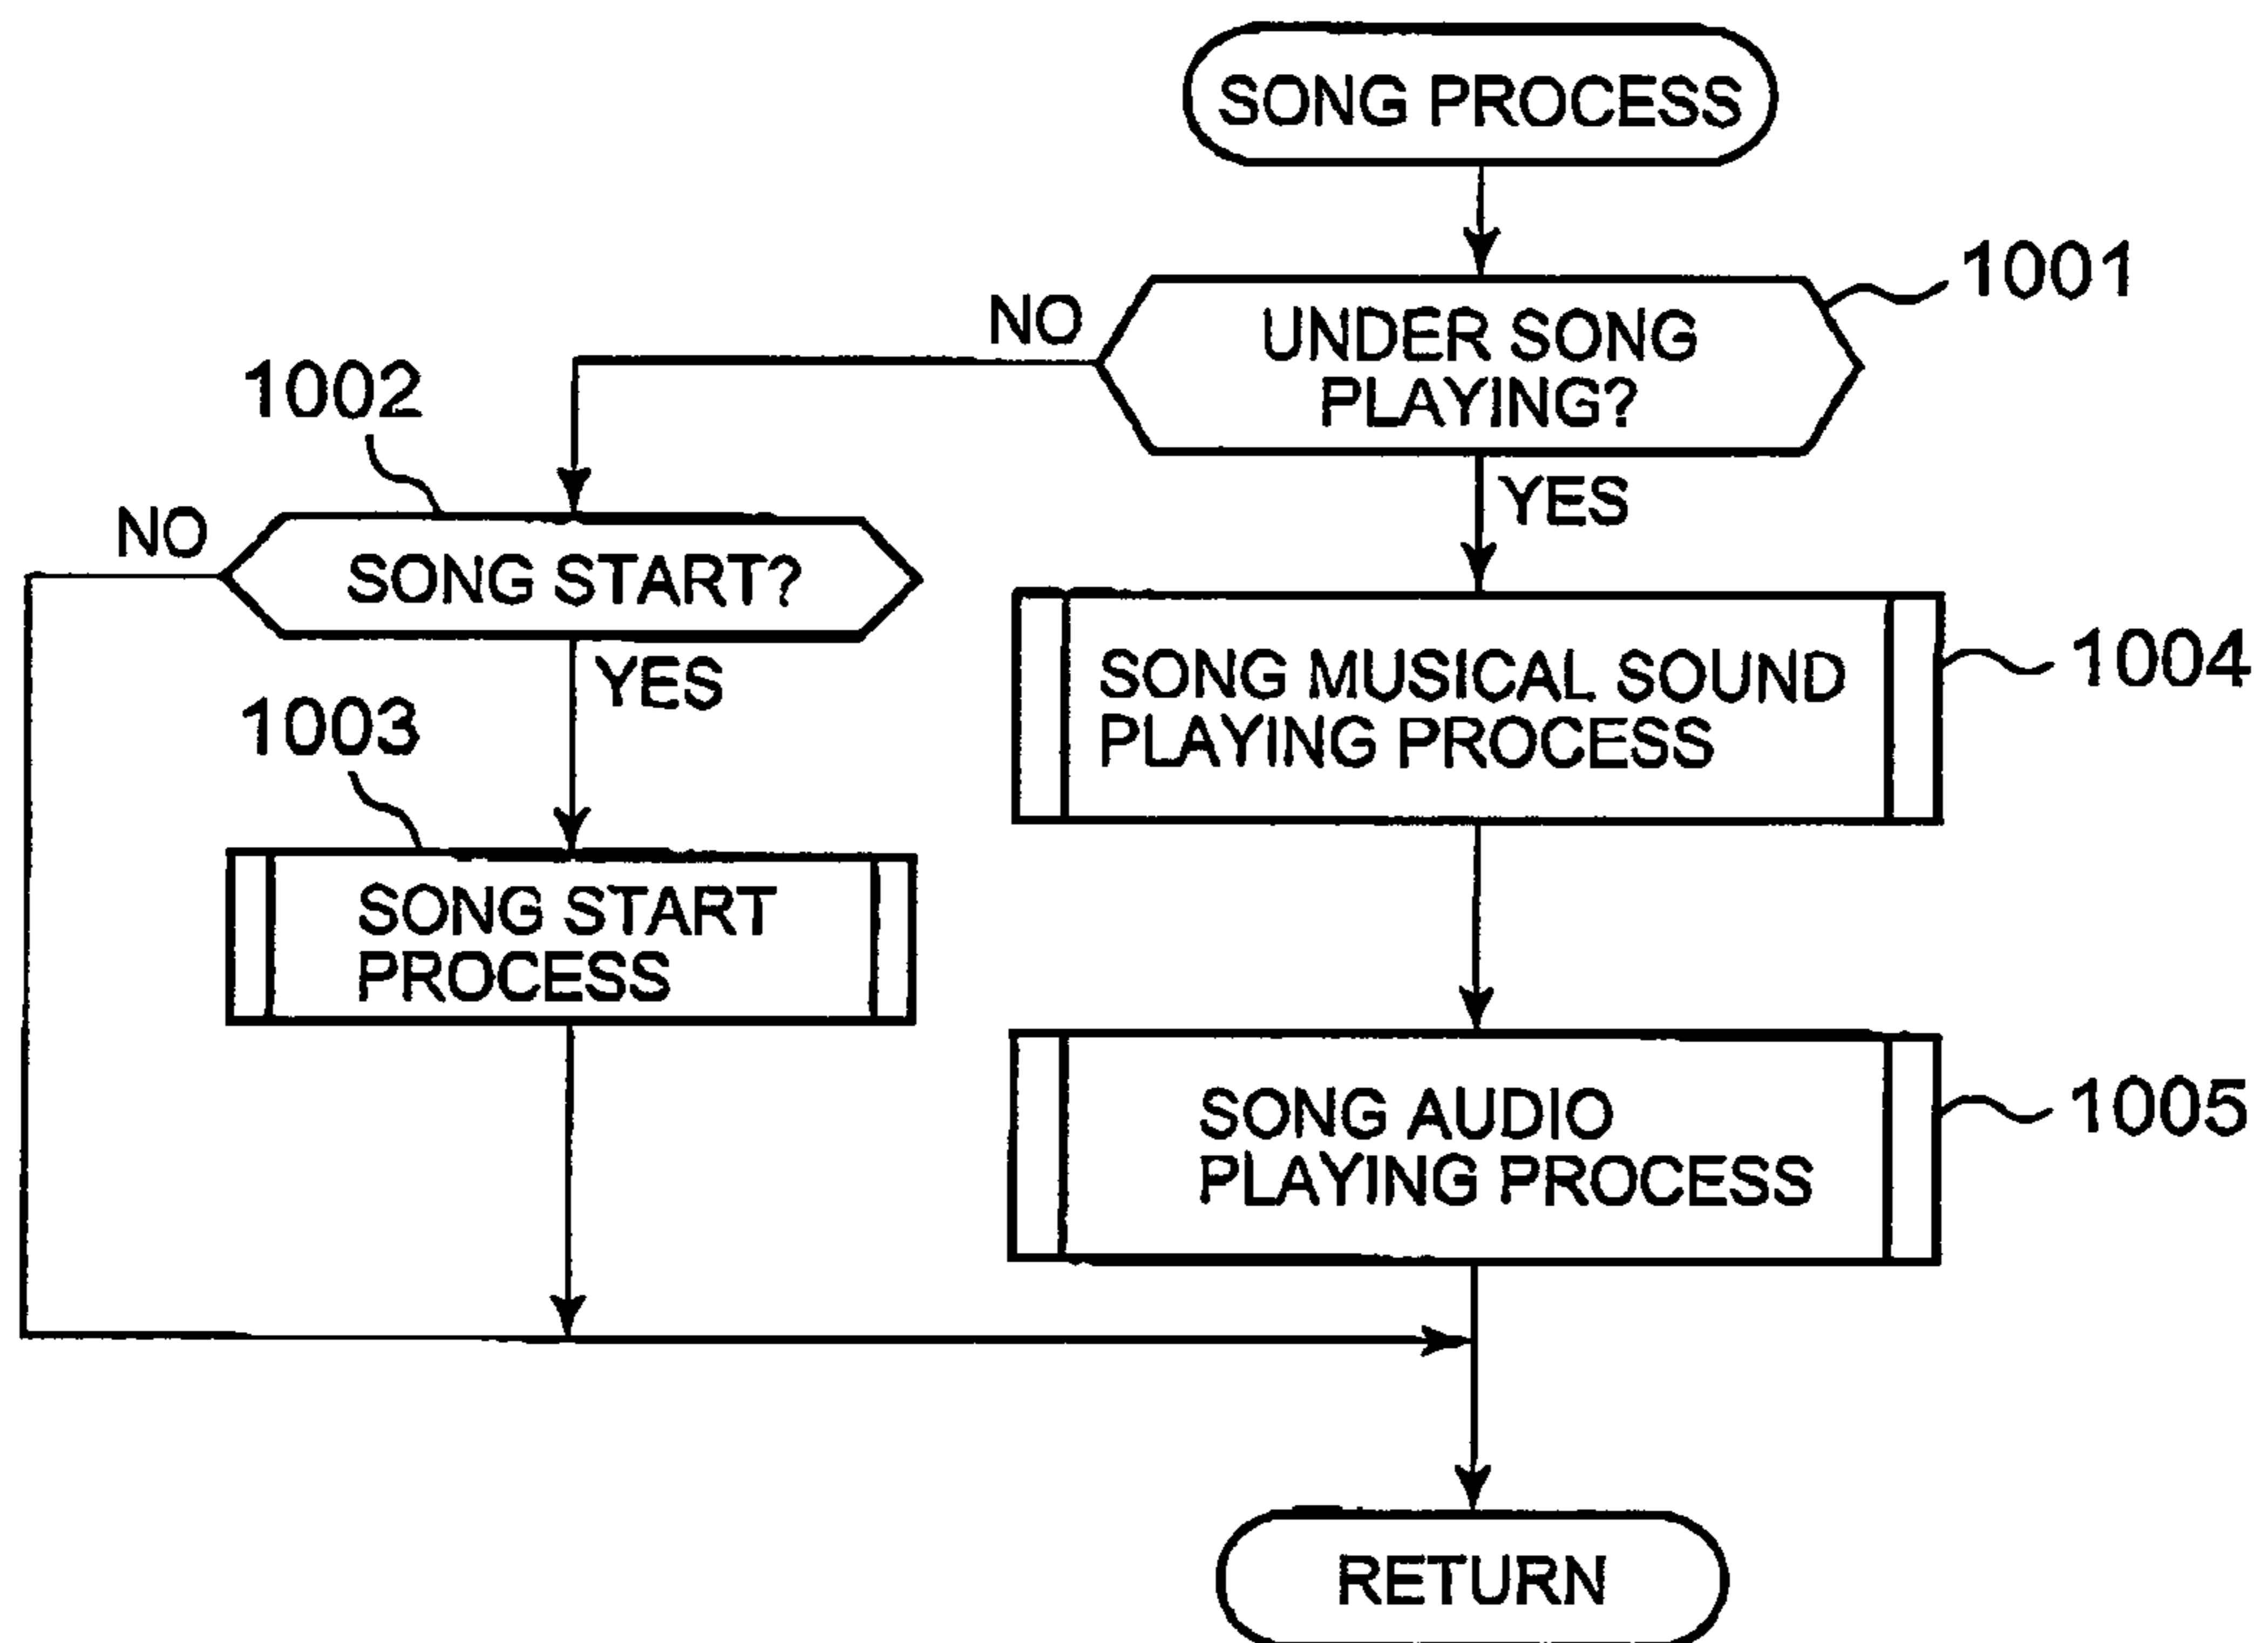 SONG PROCESS
1001
UNDER SONG
PLAYING?
NO
YES
1002
NO
SONG START?
YES
1003
SONG START
PROCESS
SONG MUSICAL SOUND
PLAYING PROCESS
1004
SONG AUDIO
PLAYING PROCESS
1005
RETURN